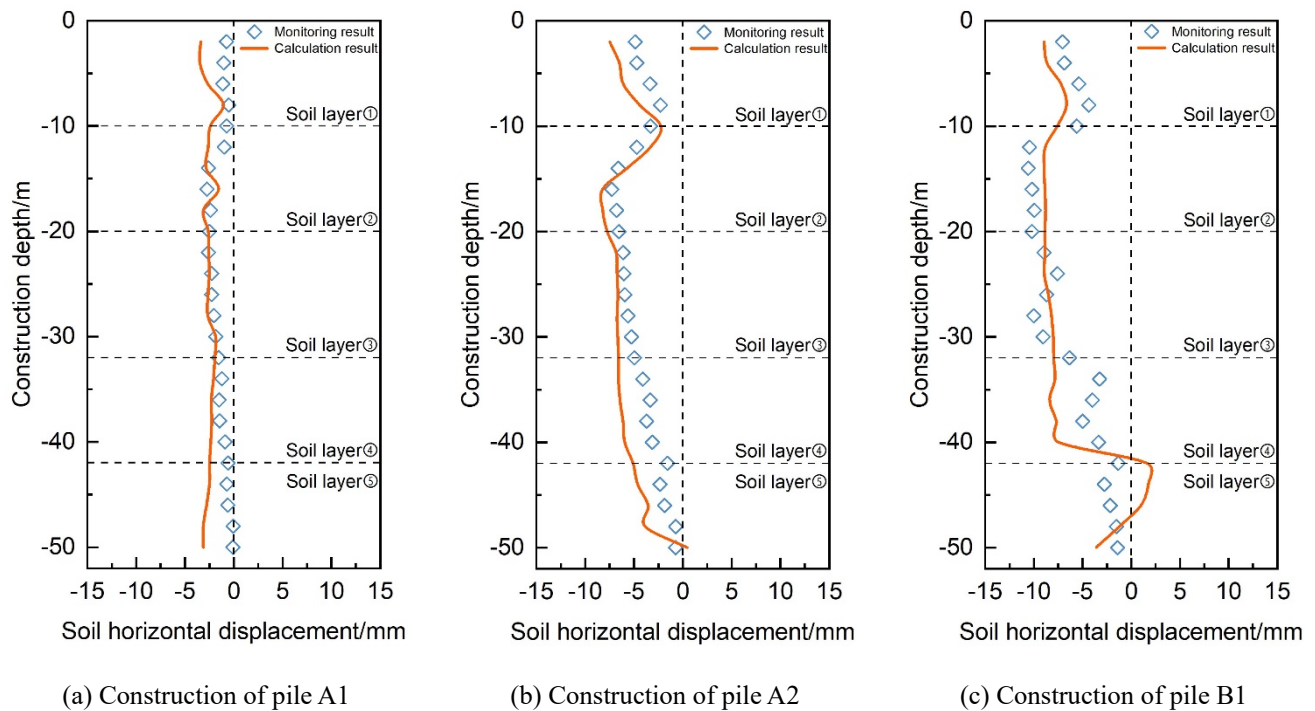 Construction depth/m
0
-10
-20
-30
-40
-50
Monitoring result
Calculation result
Soil layer①
Soil layer②
Soil layer③
Soil layer④
Soil layer⑤
-15 -10 -5 0 5 10 15
Soil horizontal displacement/mm
(a) Construction of pile A1
Construction depth/m
0
-10
-20
-30
-40
-50
Monitoring result
Calculation result
Soil layer①
Soil layer②
Soil layer③
Soil layer④
Soil layer⑤
-15 -10 -5 0 5 10 15
Soil horizontal displacement/mm
(b) Construction of pile A2
Construction depth/m
0
-10
-20
-30
-40
-50
Monitoring result
Calculation result
Soil layer①
Soil layer②
Soil layer③
Soil layer④
Soil layer⑤
-15 -10 -5 0 5 10 15
Soil horizontal displacement/mm
(c) Construction of pile B1